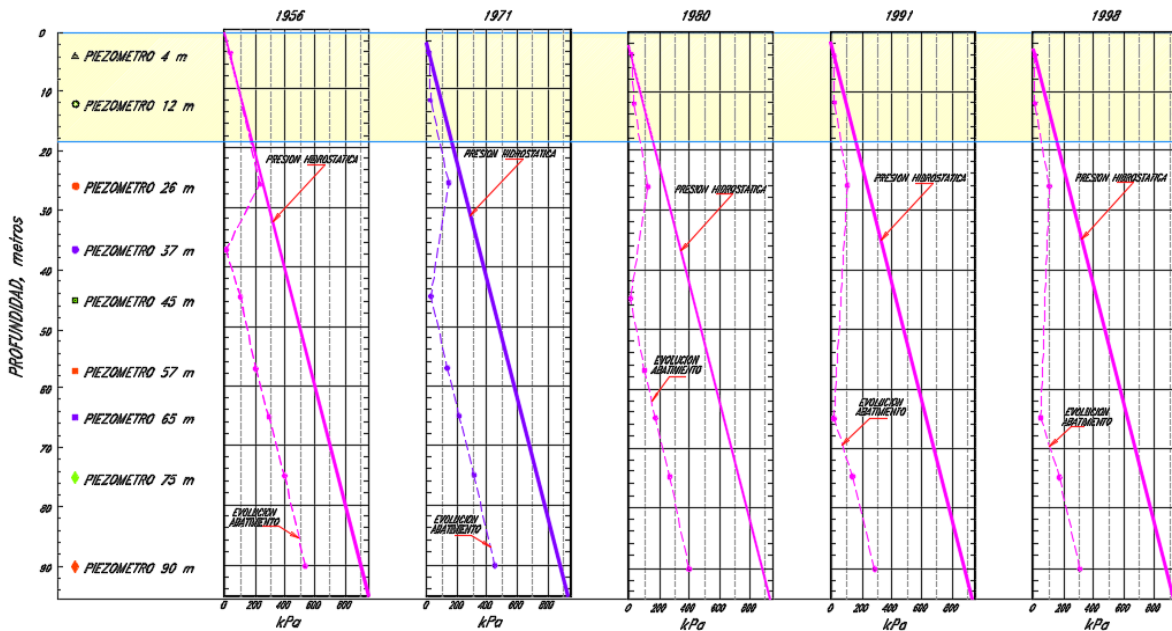 1956
1971
1980
1991
1998
0
10
20
30
40
50
60
70
80
90
PROFUNDIDAD, metros
PIEZOMETRO 4 m
PIEZOMETRO 12 m
PIEZOMETRO 26 m
PIEZOMETRO 37 m
PIEZOMETRO 45 m
PIEZOMETRO 57 m
PIEZOMETRO 65 m
PIEZOMETRO 75 m
PIEZOMETRO 90 m
PRESION HIDROSTATICA
EVOLUCION
ABATIMIENTO
0 200 400 600 800
kPa
PRESION HIDROSTATICA
EVOLUCION
ABATIMIENTO
0 200 400 600 800
kPa
PRESION HIDROSTATICA
EVOLUCION
ABATIMIENTO
0 200 400 600 800
kPa
PRESION HIDROSTATICA
EVOLUCION
ABATIMIENTO
0 200 400 600 800
kPa
PRESION HIDROSTATICA
EVOLUCION
ABATIMIENTO
0 200 400 600 800
kPa